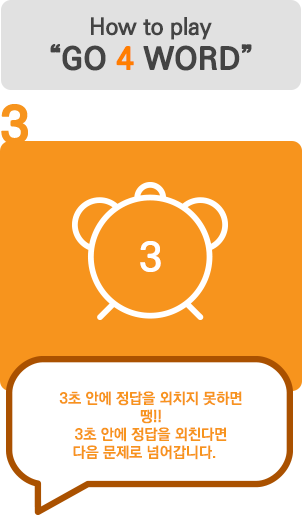 How to play
“GO 4 WORD”
3
3
3초 안에 정답을 외치지 못하면
땡!!
3초 안에 정답을 외친다면
다음 문제로 넘어갑니다.